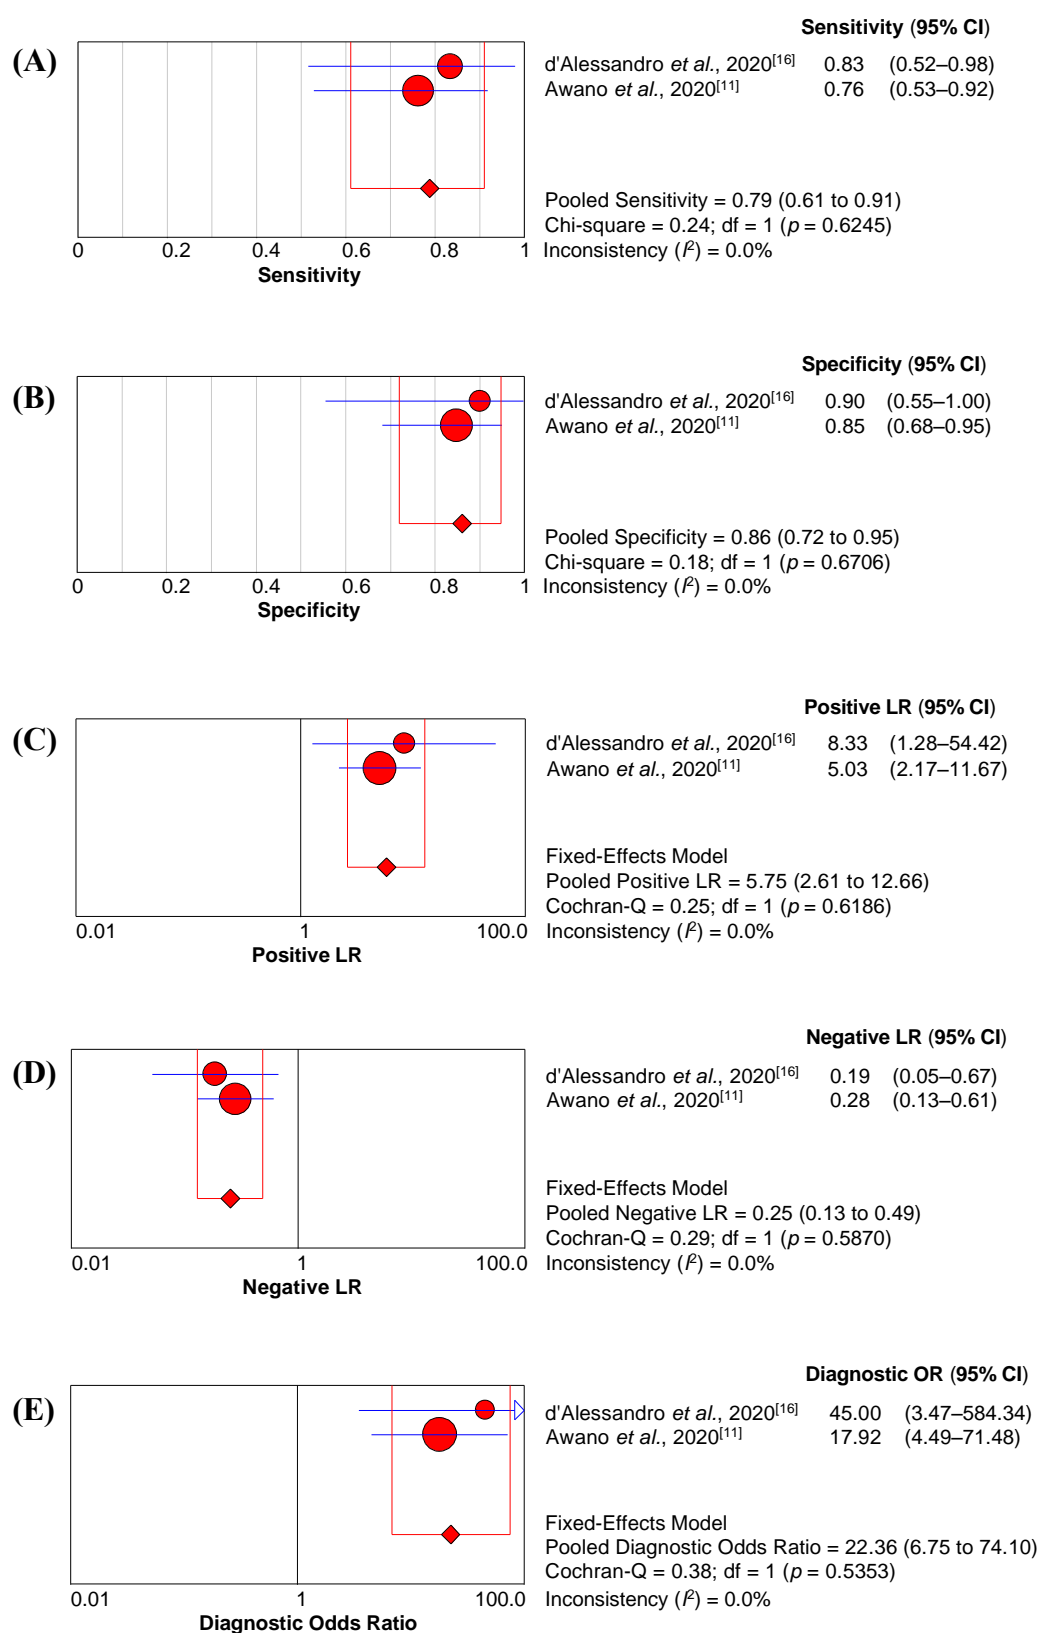 (A)
Sensitivity (95% CI)
d'Alessandro et al., 2020[16] 0.83 (0.52–0.98)
Awano et al., 2020[11] 0.76 (0.53–0.92)
Pooled Sensitivity = 0.79 (0.61 to 0.91)
Chi-square = 0.24; df = 1 (p = 0.6245)
Inconsistency (I²) = 0.0%
0 0.2 0.4 0.6 0.8 1
Sensitivity
(B)
Specificity (95% CI)
d'Alessandro et al., 2020[16] 0.90 (0.55–1.00)
Awano et al., 2020[11] 0.85 (0.68–0.95)
Pooled Specificity = 0.86 (0.72 to 0.95)
Chi-square = 0.18; df = 1 (p = 0.6706)
Inconsistency (I²) = 0.0%
0 0.2 0.4 0.6 0.8 1
Specificity
(C)
Positive LR (95% CI)
d'Alessandro et al., 2020[16] 8.33 (1.28–54.42)
Awano et al., 2020[11] 5.03 (2.17–11.67)
Fixed-Effects Model
Pooled Positive LR = 5.75 (2.61 to 12.66)
Cochran-Q = 0.25; df = 1 (p = 0.6186)
Inconsistency (I²) = 0.0%
0.01 1 100.0
Positive LR
(D)
Negative LR (95% CI)
d'Alessandro et al., 2020[16] 0.19 (0.05–0.67)
Awano et al., 2020[11] 0.28 (0.13–0.61)
Fixed-Effects Model
Pooled Negative LR = 0.25 (0.13 to 0.49)
Cochran-Q = 0.29; df = 1 (p = 0.5870)
Inconsistency (I²) = 0.0%
0.01 1 100.0
Negative LR
(E)
Diagnostic OR (95% CI)
d'Alessandro et al., 2020[16] 45.00 (3.47–584.34)
Awano et al., 2020[11] 17.92 (4.49–71.48)
Fixed-Effects Model
Pooled Diagnostic Odds Ratio = 22.36 (6.75 to 74.10)
Cochran-Q = 0.38; df = 1 (p = 0.5353)
Inconsistency (I²) = 0.0%
0.01 1 100.0
Diagnostic Odds Ratio